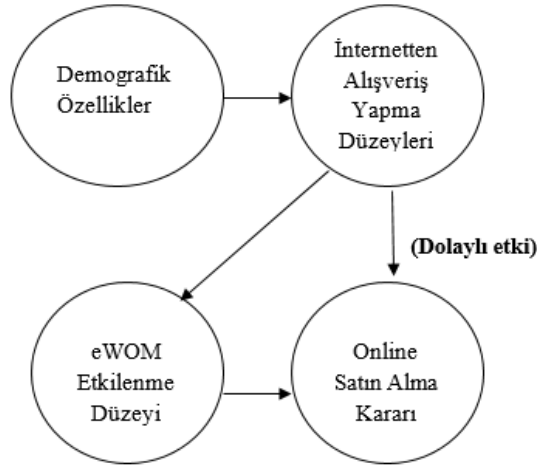 Demografik
Özellikler
İnternetten
Alışveriş
Yapma
Düzeyleri
(Dolaylı etki)
eWOM
Etkilenme
Düzeyi
Online
Satın Alma
Kararı